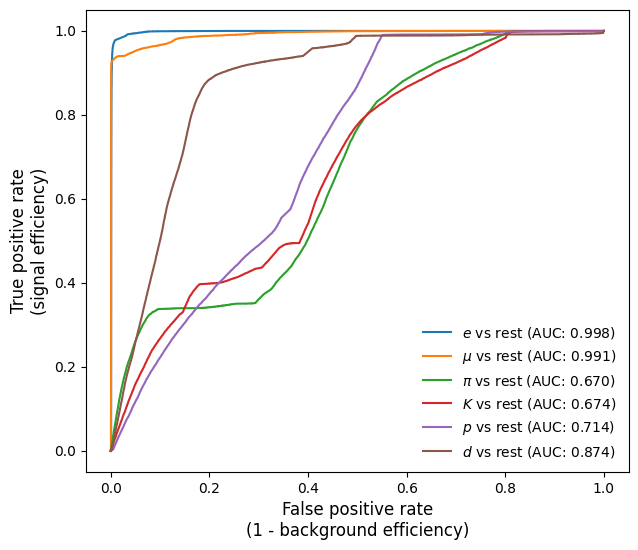 True positive rate
(signal efficiency)
1.0
0.8
0.6
0.4
0.2
0.0
e vs rest (AUC: 0.998)
μ vs rest (AUC: 0.991)
π vs rest (AUC: 0.670)
K vs rest (AUC: 0.674)
p vs rest (AUC: 0.714)
d vs rest (AUC: 0.874)
0.0 0.2 0.4 0.6 0.8 1.0
False positive rate
(1 - background efficiency)